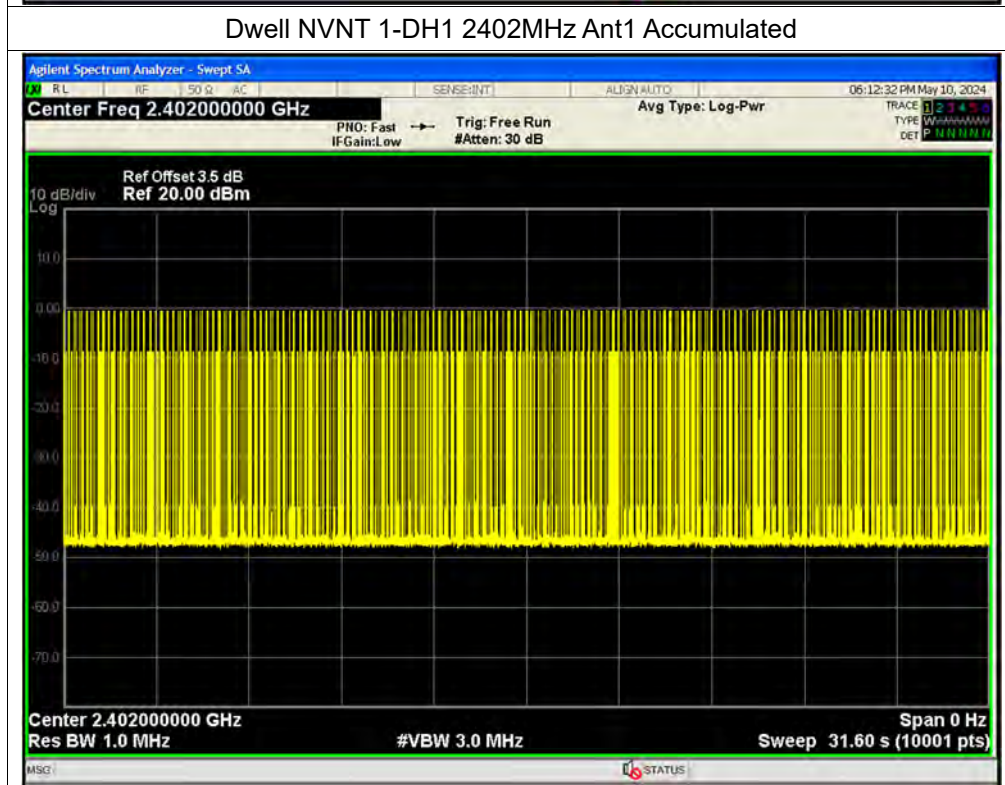 Dwell NVNT 1-DH1 2402MHz Ant1 Accumulated
Agilent Spectrum Analyzer - Swept SA
RL RF 50 Ω AC SENSE:INT ALIGN AUTO 06:12:32 PM May 10, 2024
Center Freq 2.402000000 GHz
Avg Type: Log-Pwr
TRACE 1 2 3 4 5 6
PNO: Fast Trig: Free Run
TYPE W
IFGain:Low #Atten: 30 dB
DET P N N N N N
Ref Offset 3.5 dB
10 dB/div Ref 20.00 dBm
Log
10.0
0.00
-10.0
-20.0
-30.0
-40.0
-50.0
-60.0
-70.0
Center 2.402000000 GHz Span 0 Hz
Res BW 1.0 MHz #VBW 3.0 MHz Sweep 31.60 s (10001 pts)
MSG STATUS